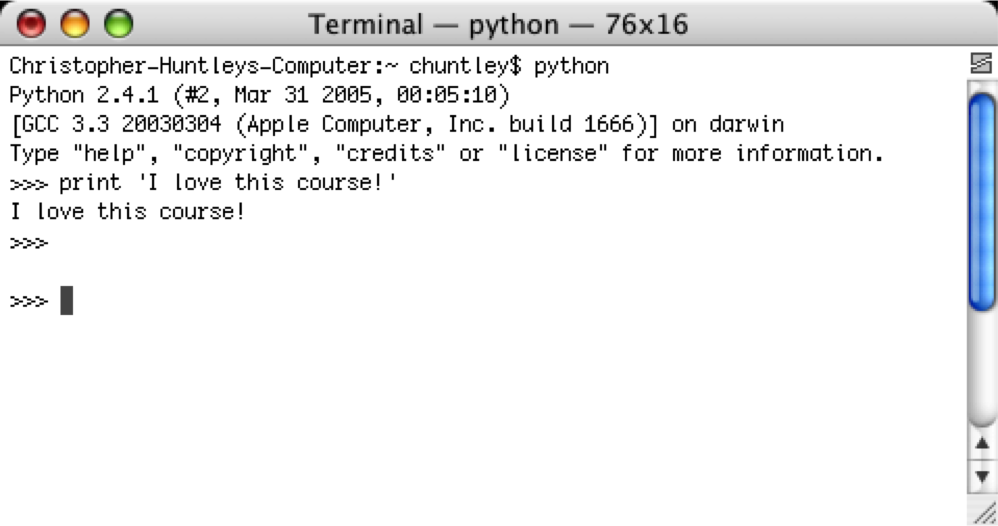 Terminal — python — 76x16
Christopher-Huntleys-Computer:~ chuntley$ python
Python 2.4.1 (#2, Mar 31 2005, 00:05:10)
[GCC 3.3 20030304 (Apple Computer, Inc. build 1666)] on darwin
Type "help", "copyright", "credits" or "license" for more information.
>>> print 'I love this course!'
I love this course!
>>>
>>>